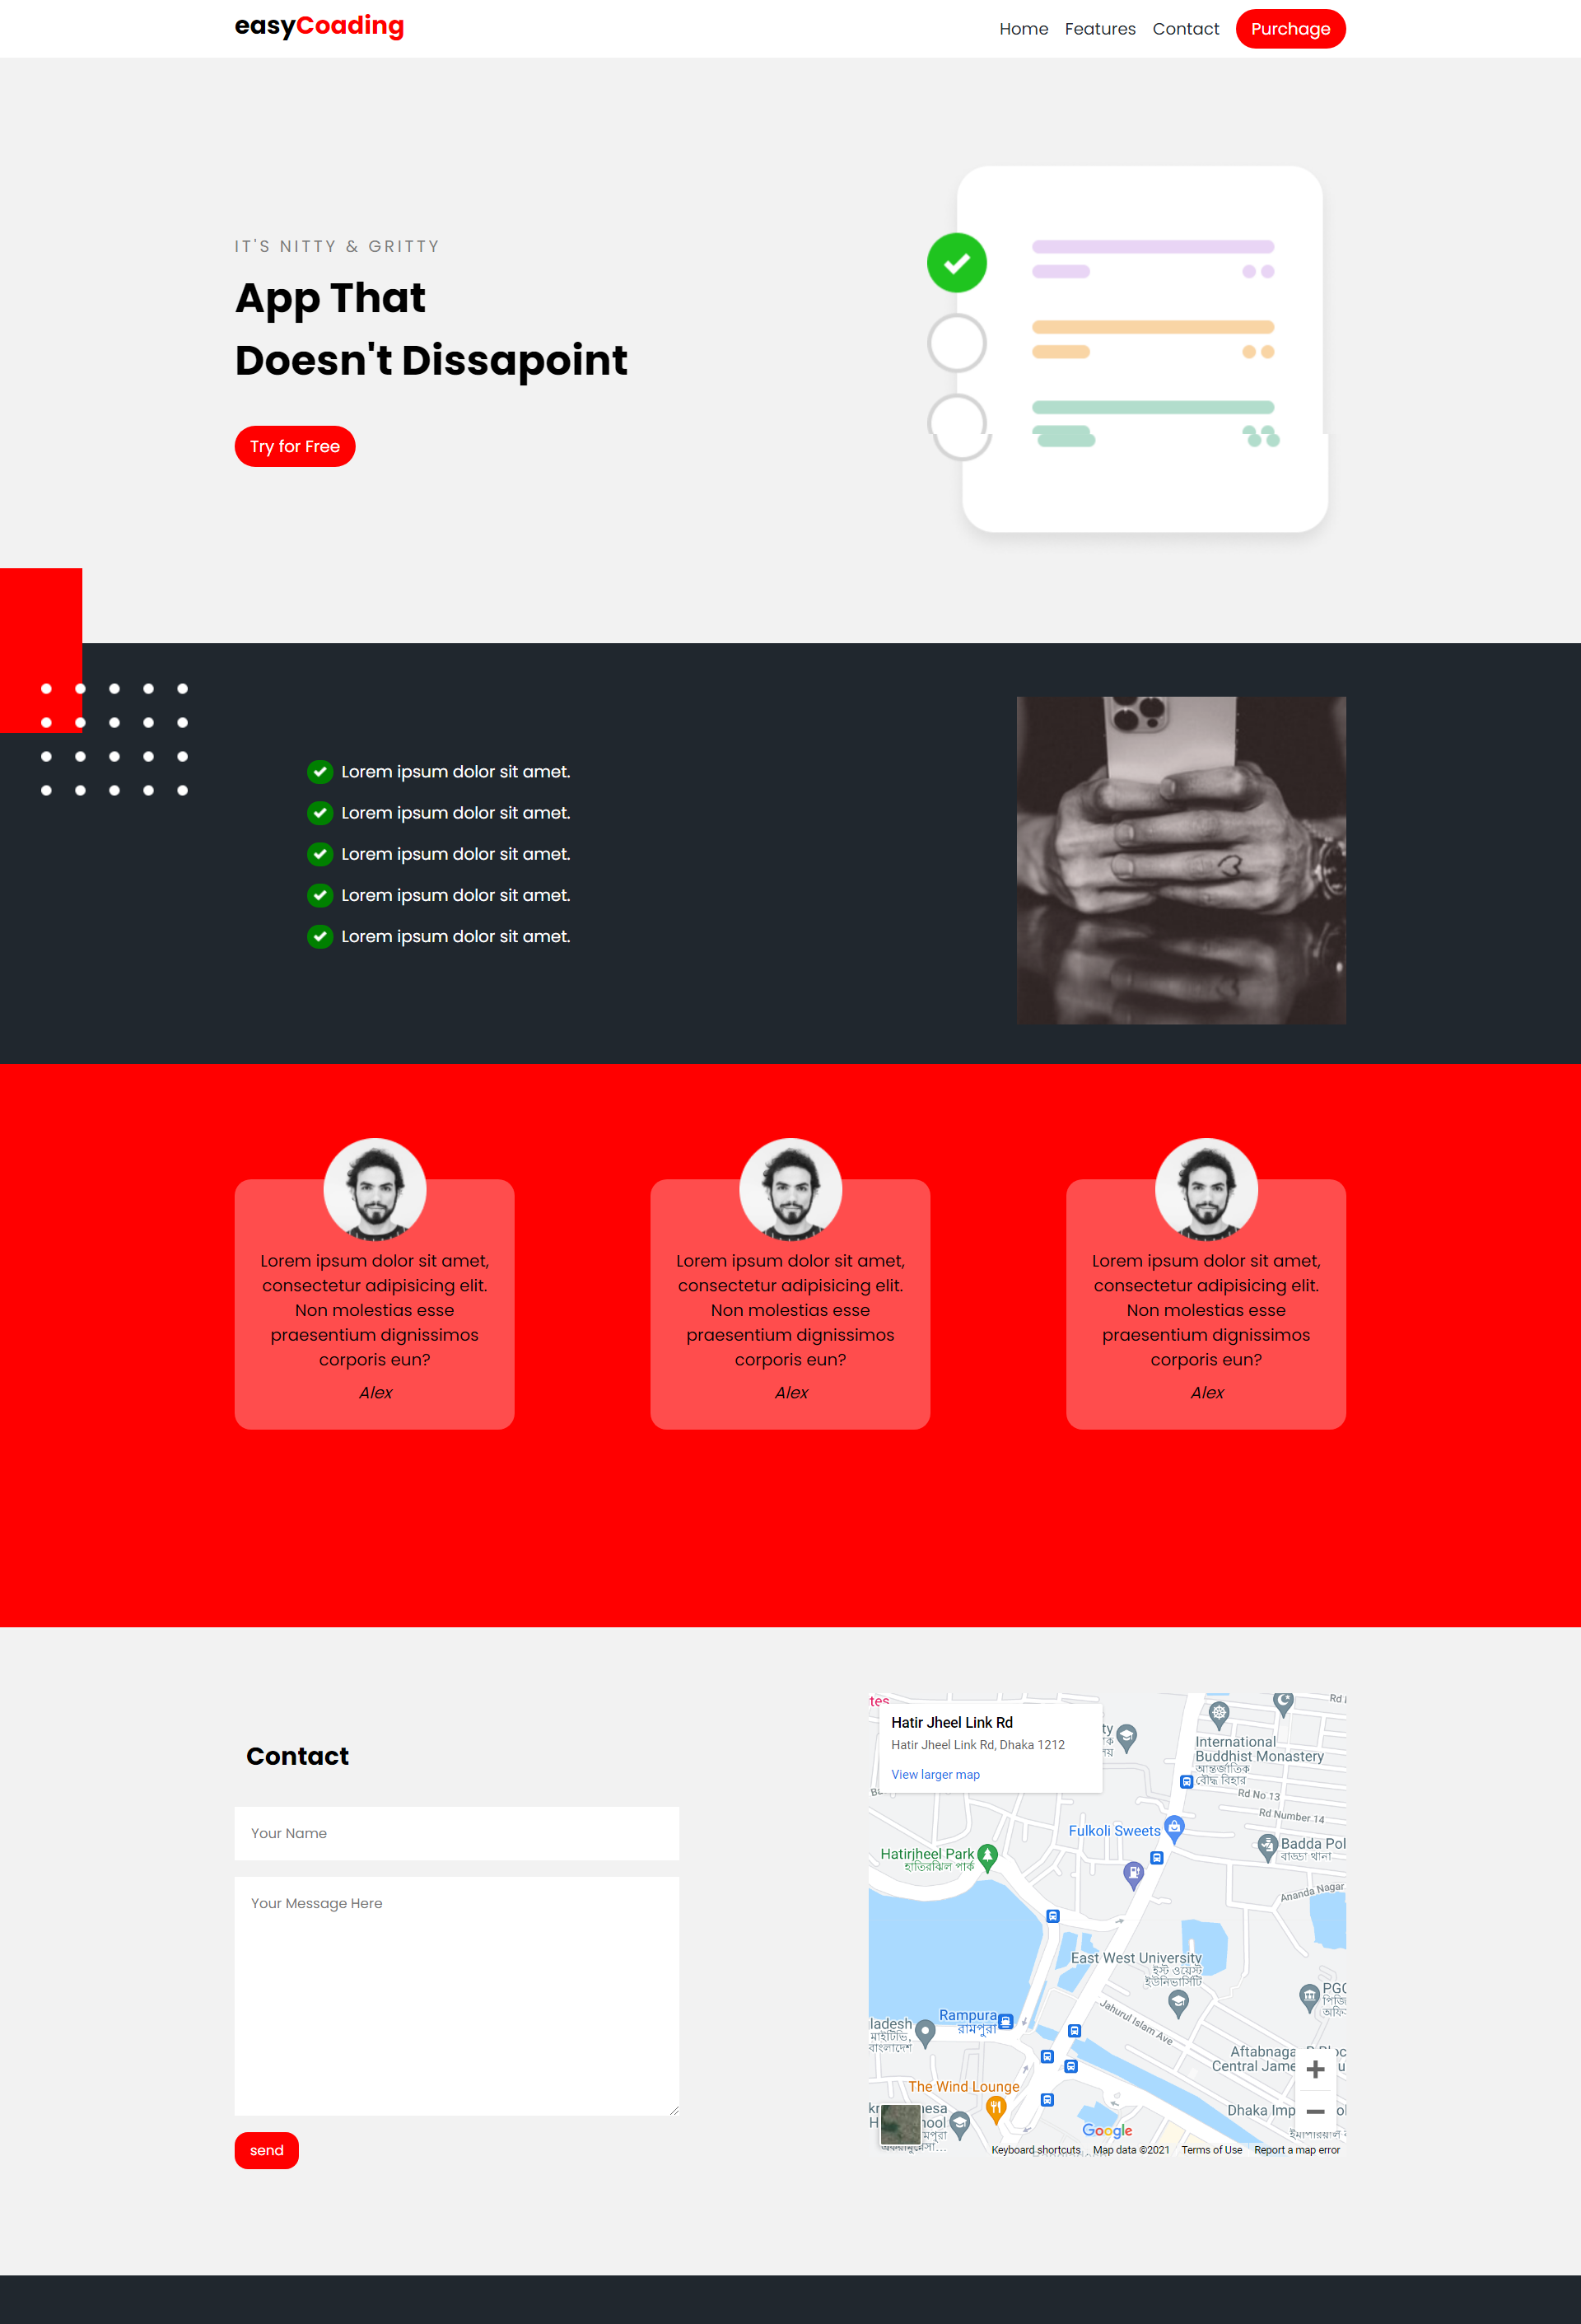 easyCoading
Home Features Contact Purchage
IT'S NITTY & GRITTY
App That
Doesn't Dissapoint
Try for Free
Lorem ipsum dolor sit amet.
Lorem ipsum dolor sit amet.
Lorem ipsum dolor sit amet.
Lorem ipsum dolor sit amet.
Lorem ipsum dolor sit amet.
Lorem ipsum dolor sit amet,
consectetur adipisicing elit.
Non molestias esse
praesentium dignissimos
corporis eun?
Alex
Lorem ipsum dolor sit amet,
consectetur adipisicing elit.
Non molestias esse
praesentium dignissimos
corporis eun?
Alex
Lorem ipsum dolor sit amet,
consectetur adipisicing elit.
Non molestias esse
praesentium dignissimos
corporis eun?
Alex
Contact
Your Name
Your Message Here
send
tes
Hatir Jheel Link Rd
Hatir Jheel Link Rd, Dhaka 1212
View larger map
International
Buddhist Monastery
আন্তর্জাতিক
বৌদ্ধ বিহার
Rd No 13
Rd Number 14
Fulkoli Sweets
Badda Pol
বাড্ডা থানা
Hatirjheel Park
হাতিরঝিল পার্ক
Ananda Nagar
East West University
ইস্ট ওয়েস্ট
ইউনিভার্সিটি
Jahurul Islam Ave
Rampura
রামপুরা
ladesh
বাংলাদেশ
Aftabnaga
Central Jame
The Wind Lounge
Dhaka Imp
Google
Keyboard shortcuts Map data ©2021 Terms of Use Report a map error